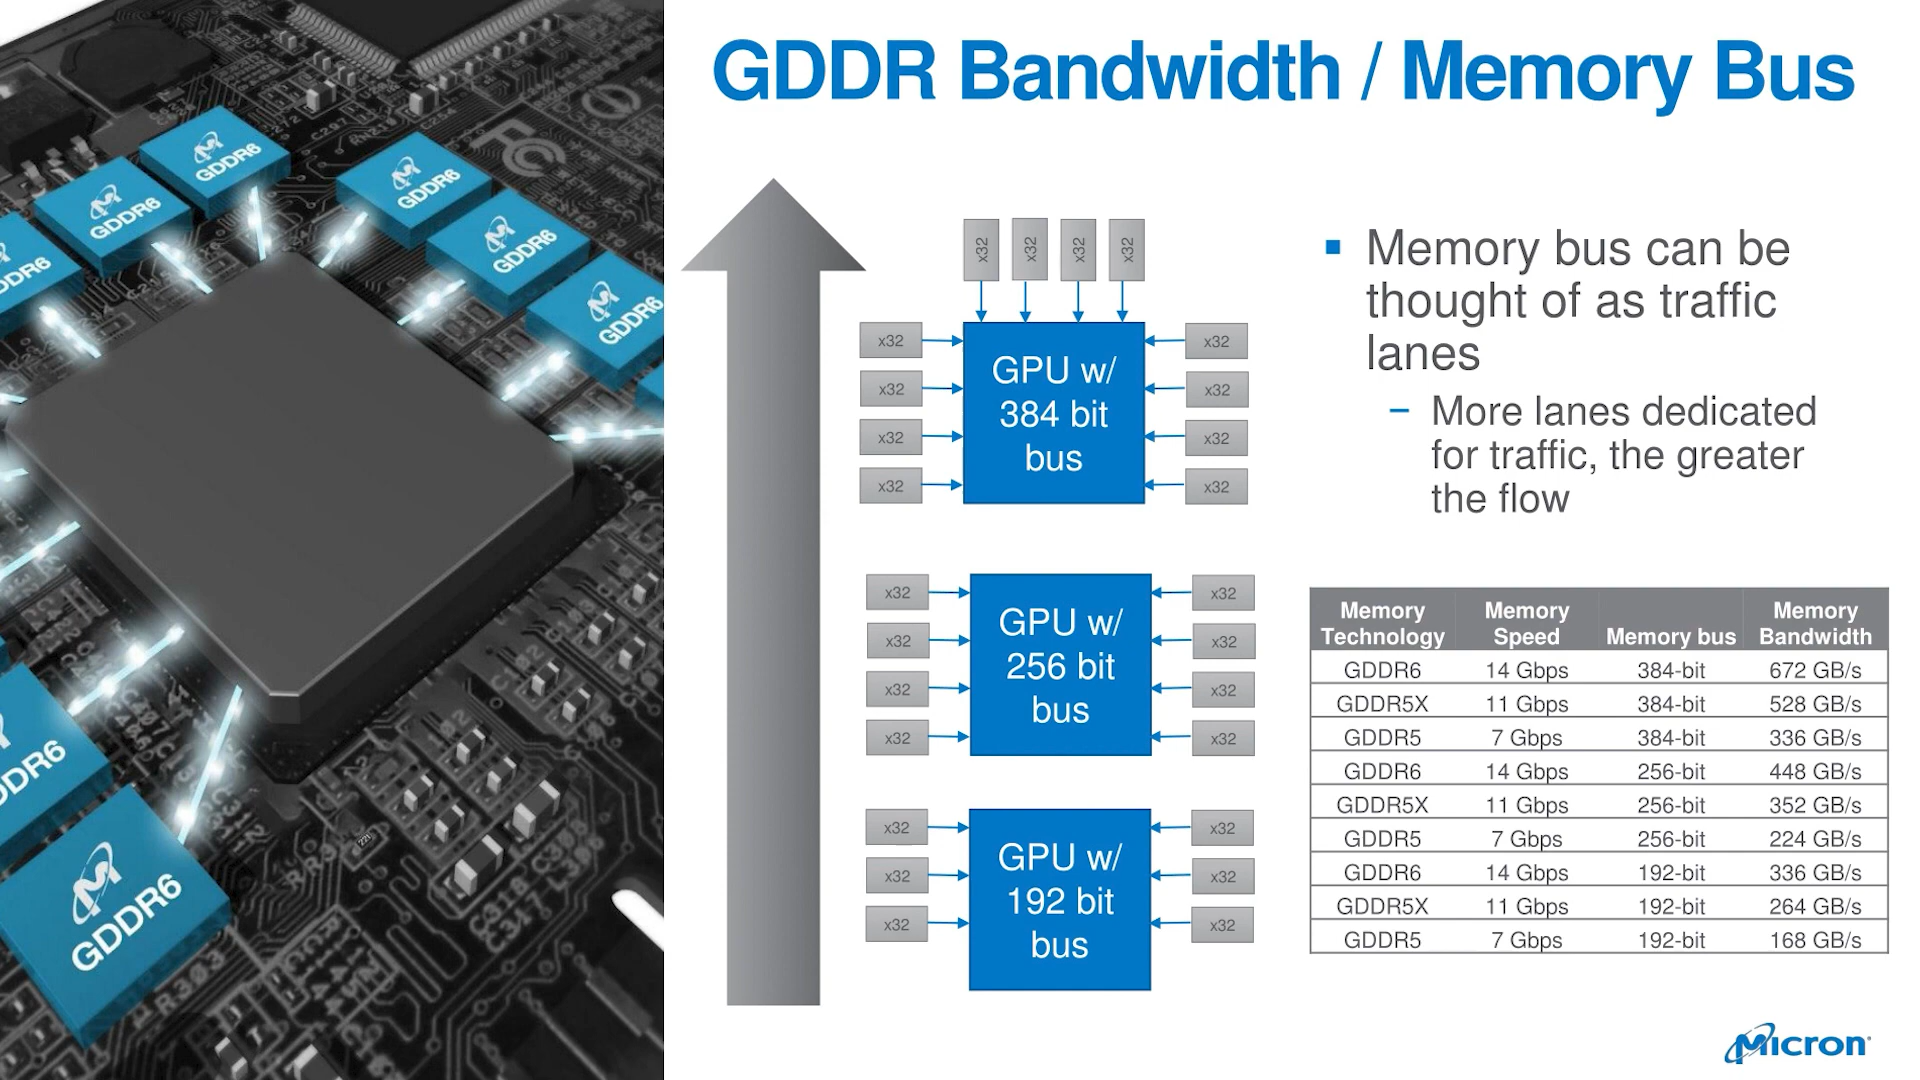 GDDR Bandwidth / Memory Bus
x32 x32 x32 x32
x32 x32
x32 x32
x32 x32
x32 x32
GPU w/
384 bit
bus
x32 x32
x32 x32
x32 x32
x32 x32
GPU w/
256 bit
bus
x32 x32
x32 x32
x32 x32
GPU w/
192 bit
bus
Memory bus can be
thought of as traffic
lanes
– More lanes dedicated
for traffic, the greater
the flow
Memory Technology Memory Speed Memory bus Memory Bandwidth
GDDR6 14 Gbps 384-bit 672 GB/s
GDDR5X 11 Gbps 384-bit 528 GB/s
GDDR5 7 Gbps 384-bit 336 GB/s
GDDR6 14 Gbps 256-bit 448 GB/s
GDDR5X 11 Gbps 256-bit 352 GB/s
GDDR5 7 Gbps 256-bit 224 GB/s
GDDR6 14 Gbps 192-bit 336 GB/s
GDDR5X 11 Gbps 192-bit 264 GB/s
GDDR5 7 Gbps 192-bit 168 GB/s
Micron
GDDR6
GDDR6
GDDR6
GDDR6
GDDR6
FC
GDDR6
R303